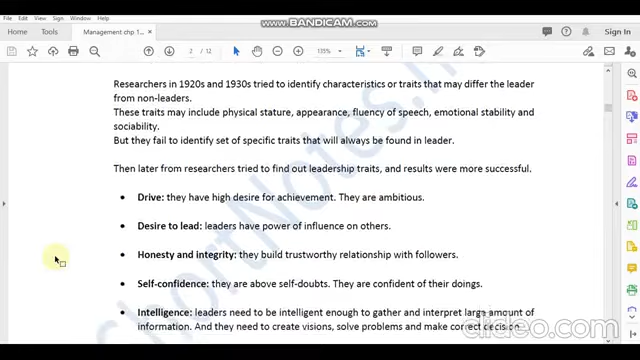 WWW.BANDICAM.COM
File Edit View Sign Window Help
Home Tools Management chp 1... × Sign In
2 / 12 135%
Researchers in 1920s and 1930s tried to identify characteristics or traits that may differ the leader
from non-leaders.
These traits may include physical stature, appearance, fluency of speech, emotional stability and
sociability.
But they fail to identify set of specific traits that will always be found in leader.
Then later from researchers tried to find out leadership traits, and results were more successful.
• Drive: they have high desire for achievement. They are ambitious.
• Desire to lead: leaders have power of influence on others.
• Honesty and integrity: they build trustworthy relationship with followers.
• Self-confidence: they are above self-doubts. They are confident of their doings.
• Intelligence: leaders need to be intelligent enough to gather and interpret large amount of
information. And they need to create visions, solve problems and make correct decision.
clideo.com